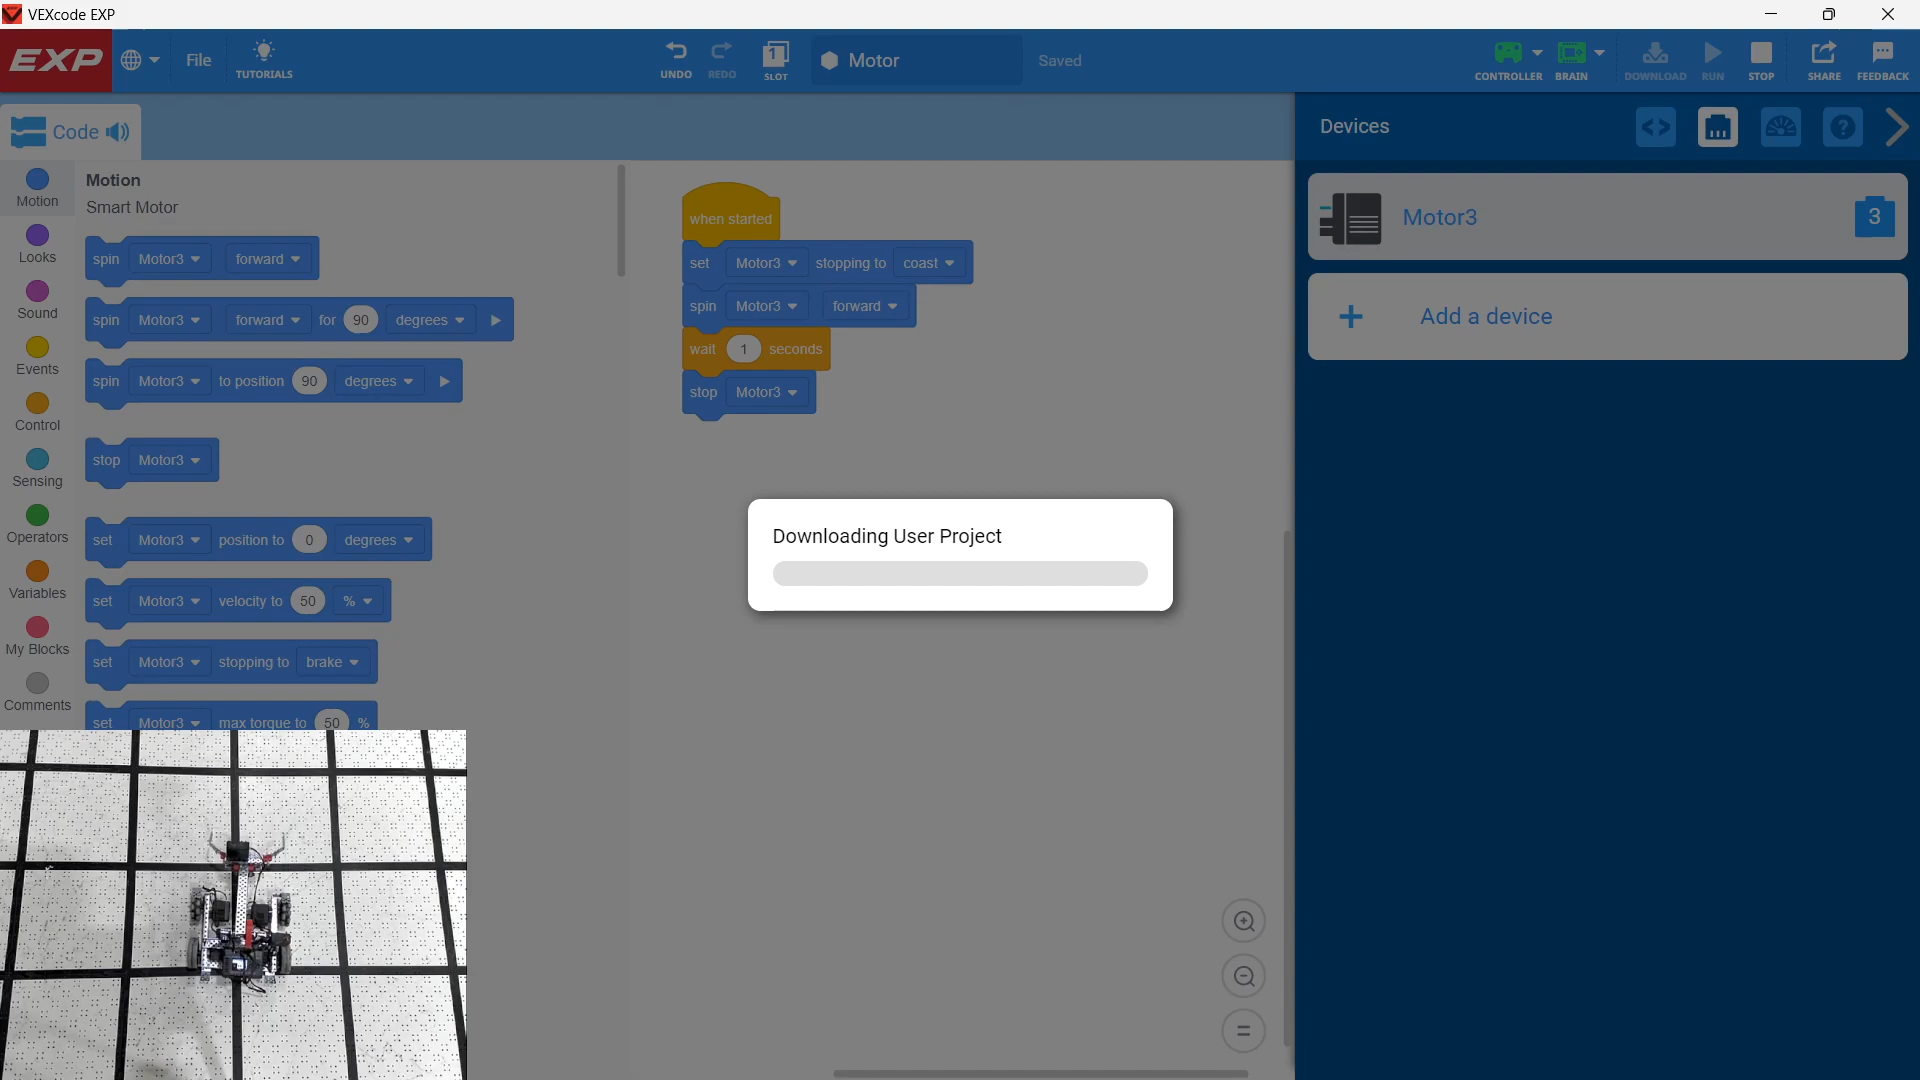 VEXcode EXP
EXP
File
TUTORIALS
UNDO
REDO
1
SLOT
Motor
Saved
CONTROLLER
BRAIN
DOWNLOAD
RUN
STOP
SHARE
FEEDBACK
Code
Devices
Motion
Looks
Sound
Events
Control
Sensing
Operators
Variables
My Blocks
Comments
Motion
Smart Motor
spin Motor3 forward
spin Motor3 forward for 90 degrees
spin Motor3 to position 90 degrees
stop Motor3
set Motor3 position to 0 degrees
set Motor3 velocity to 50 %
set Motor3 stopping to brake
set Motor3 max torque to 50 %
when started
set Motor3 stopping to coast
spin Motor3 forward
wait 1 seconds
stop Motor3
Downloading User Project
Motor3
3
+ Add a device